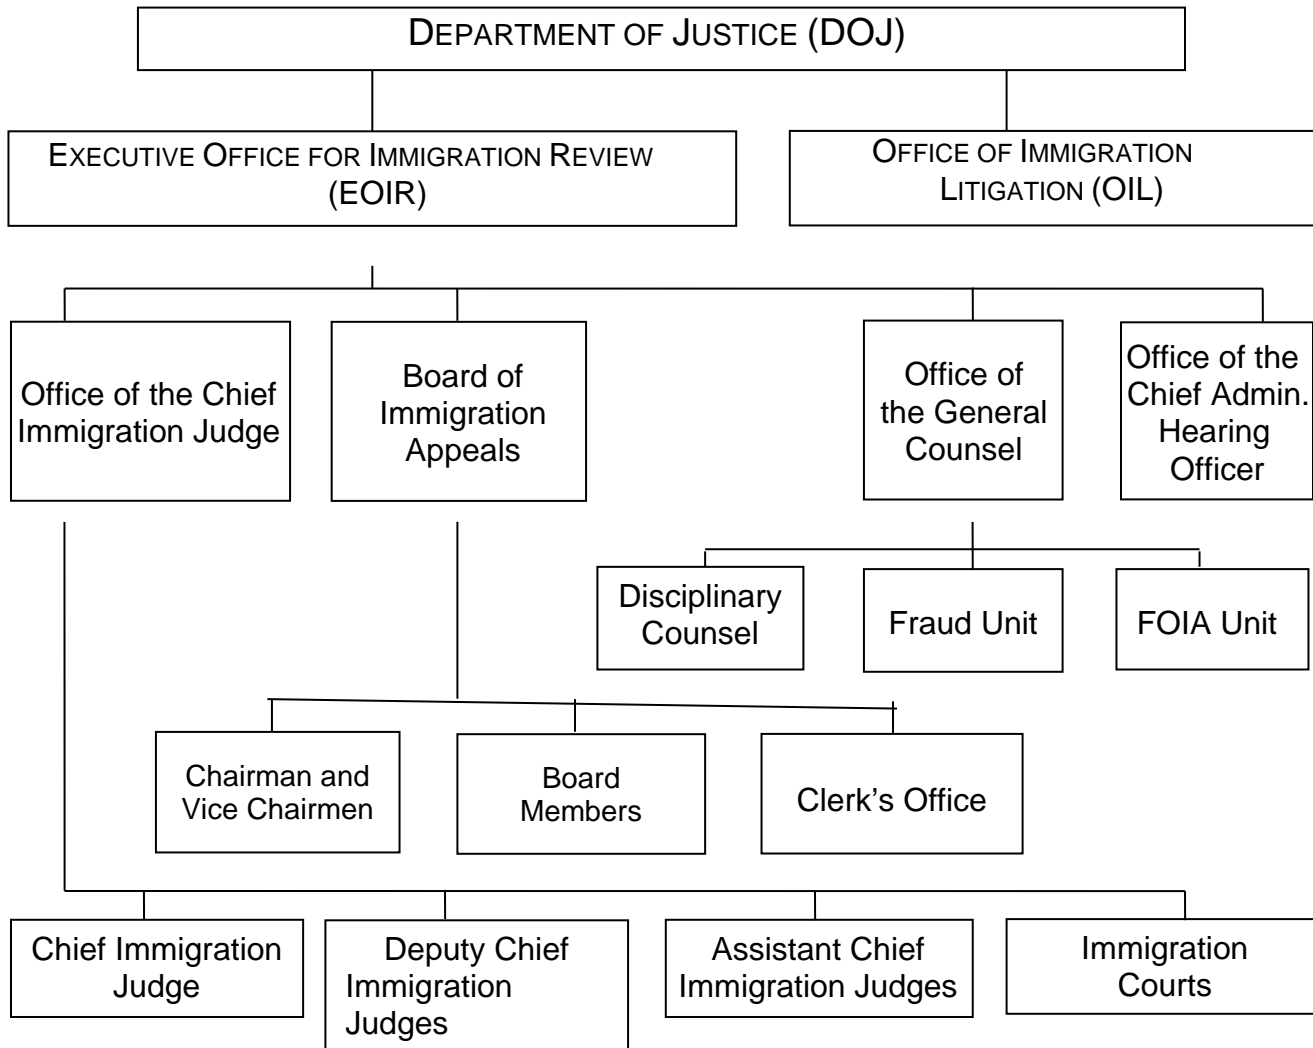 DEPARTMENT OF JUSTICE (DOJ)
EXECUTIVE OFFICE FOR IMMIGRATION REVIEW
(EOIR)
OFFICE OF IMMIGRATION
LITIGATION (OIL)
Office of the Chief
Immigration Judge
Board of
Immigration
Appeals
Office of
the General
Counsel
Office of the
Chief Admin.
Hearing
Officer
Disciplinary
Counsel
Fraud Unit
FOIA Unit
Chairman and
Vice Chairmen
Board
Members
Clerk's Office
Chief Immigration
Judge
Deputy Chief
Immigration
Judges
Assistant Chief
Immigration Judges
Immigration
Courts